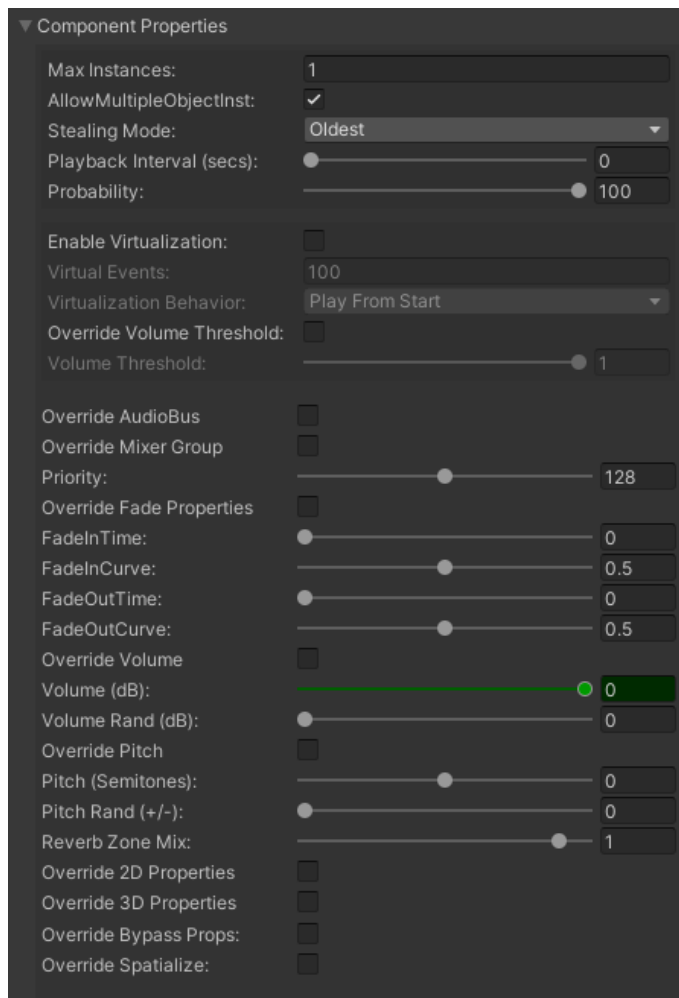 Component Properties
Max Instances: 1
AllowMultipleObjectInst:
Stealing Mode: Oldest
Playback Interval (secs): 0
Probability: 100
Enable Virtualization:
Virtual Events: 100
Virtualization Behavior: Play From Start
Override Volume Threshold:
Volume Threshold: 1
Override AudioBus
Override Mixer Group
Priority: 128
Override Fade Properties
FadeInTime: 0
FadeInCurve: 0.5
FadeOutTime: 0
FadeOutCurve: 0.5
Override Volume
Volume (dB): 0
Volume Rand (dB): 0
Override Pitch
Pitch (Semitones): 0
Pitch Rand (+/-): 0
Reverb Zone Mix: 1
Override 2D Properties
Override 3D Properties
Override Bypass Props:
Override Spatialize: